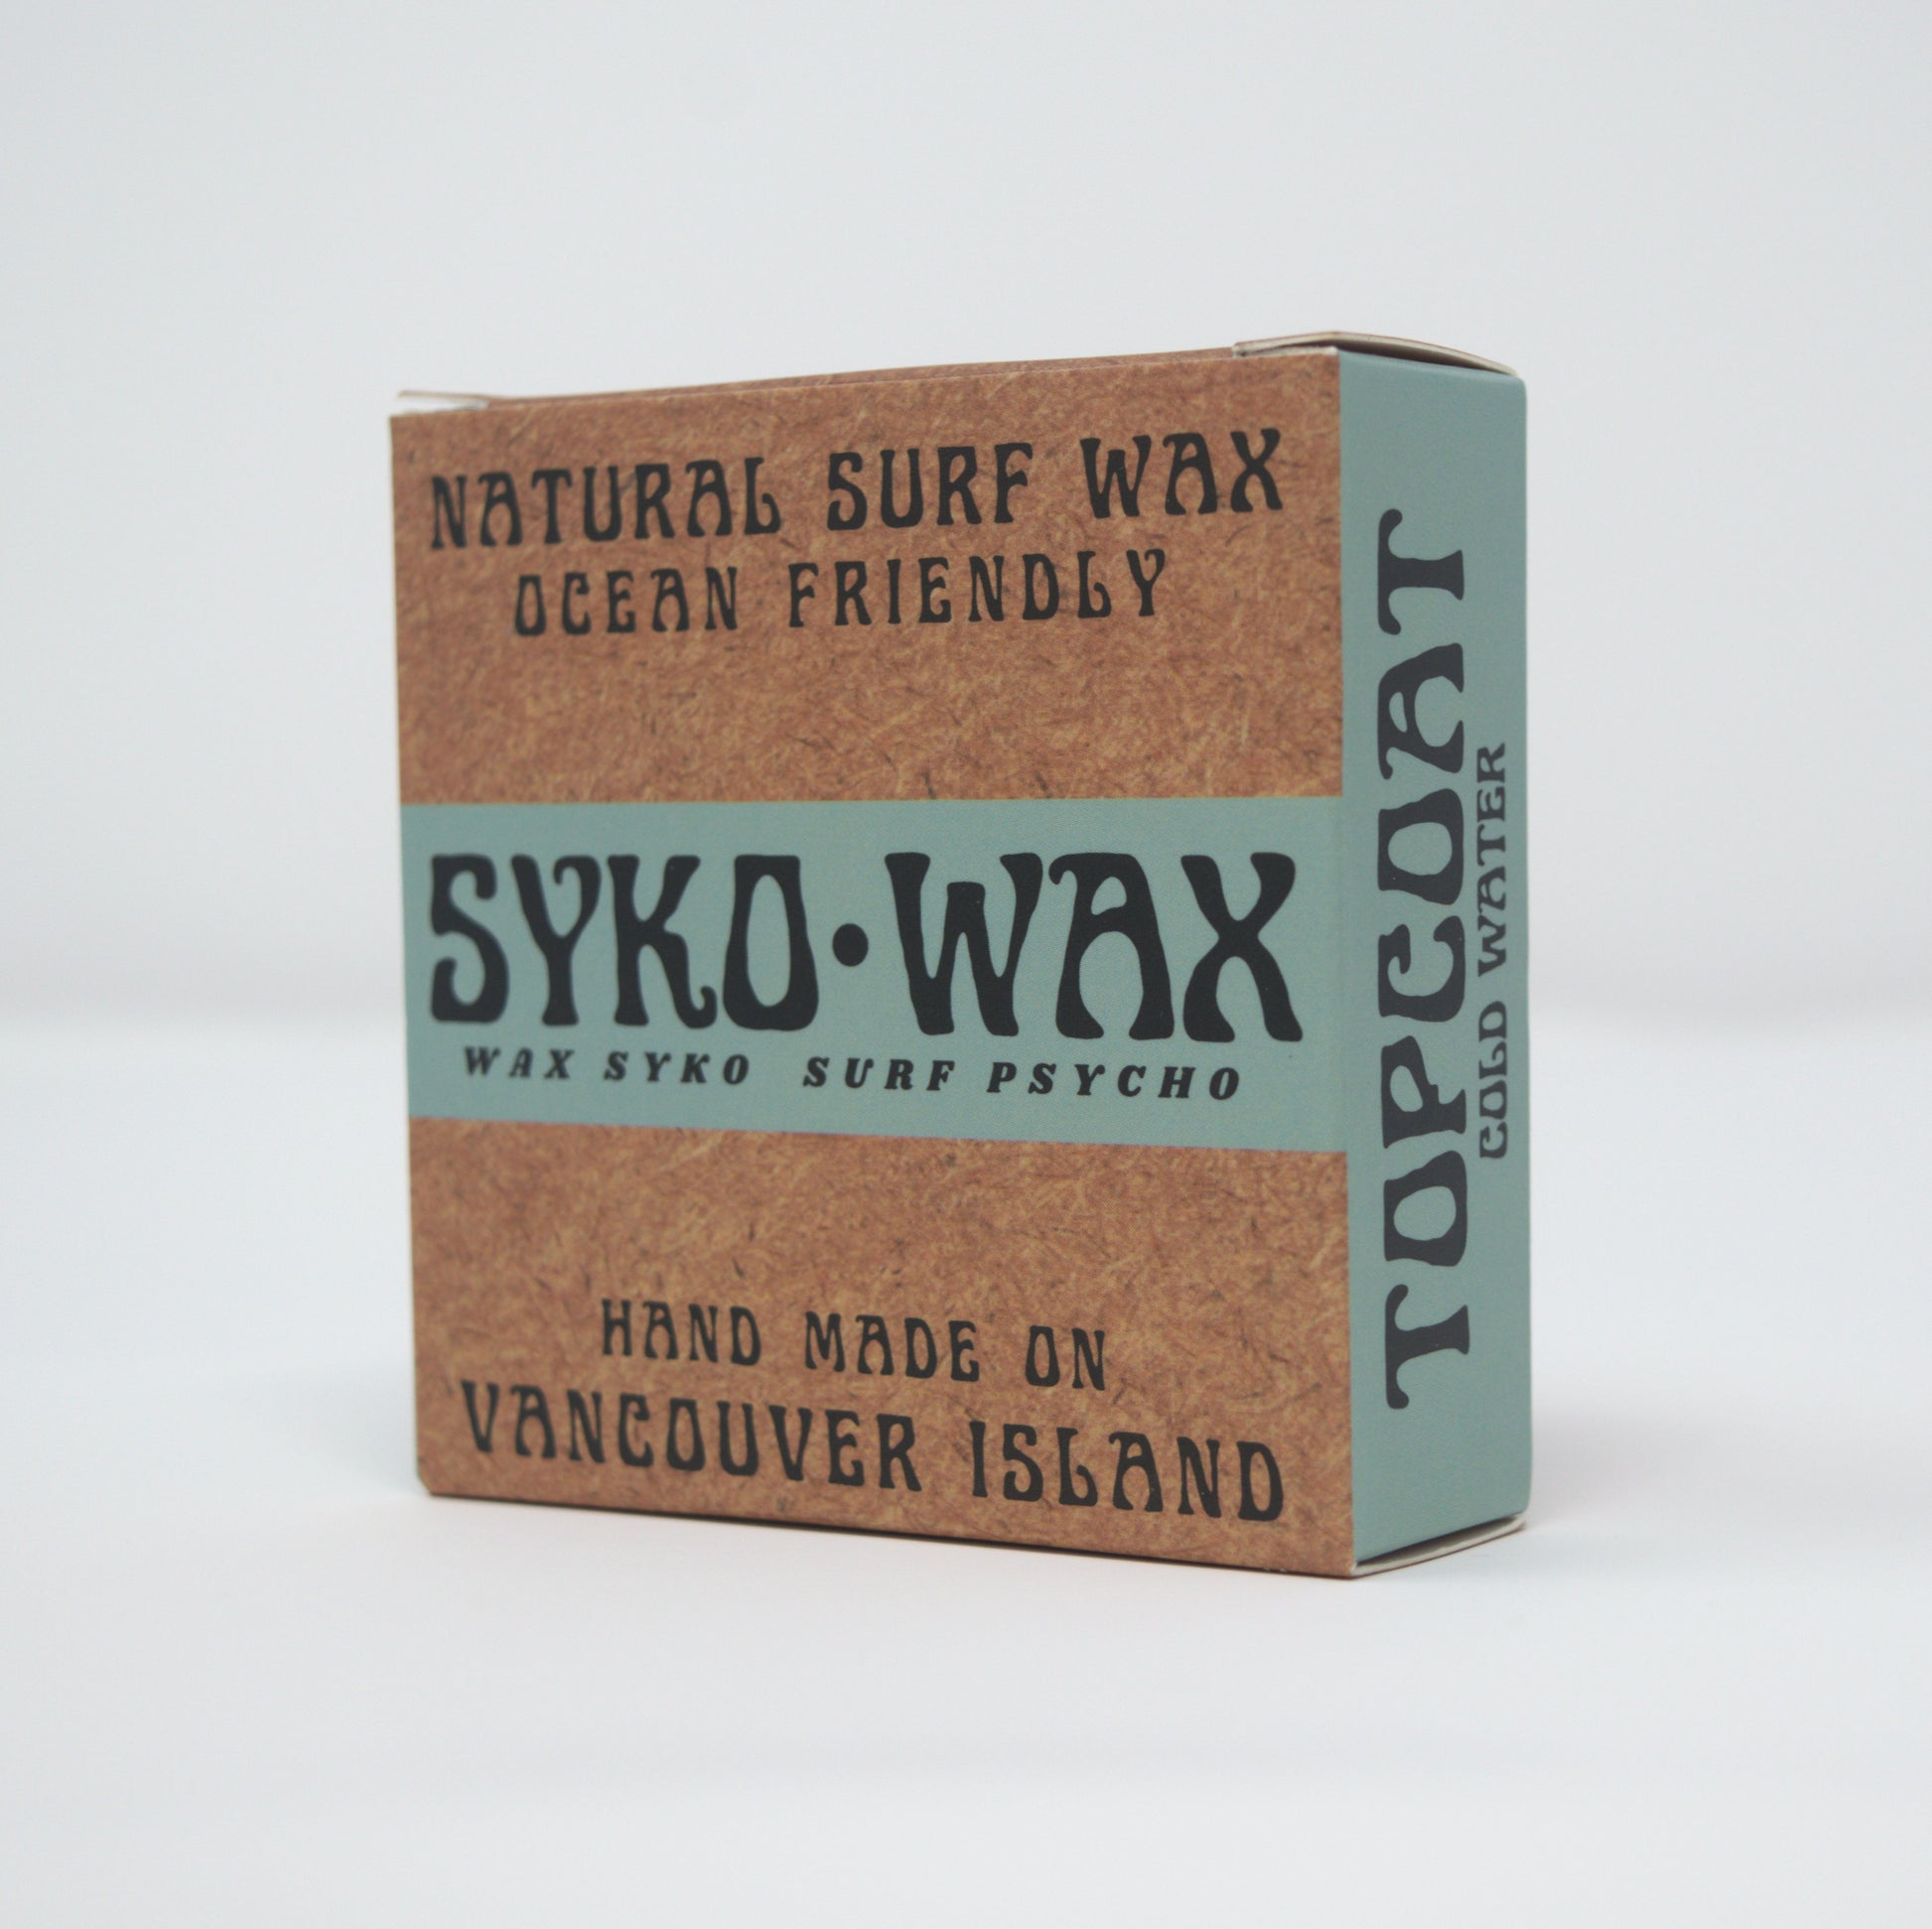 NATURAL SURF WAX
OCEAN FRIENDLY
SYKO•WAX
WAX SYKO SURF PSYCHO
HAND MADE ON
VANCOUVER ISLAND
TOPCOAT
COLD WATER